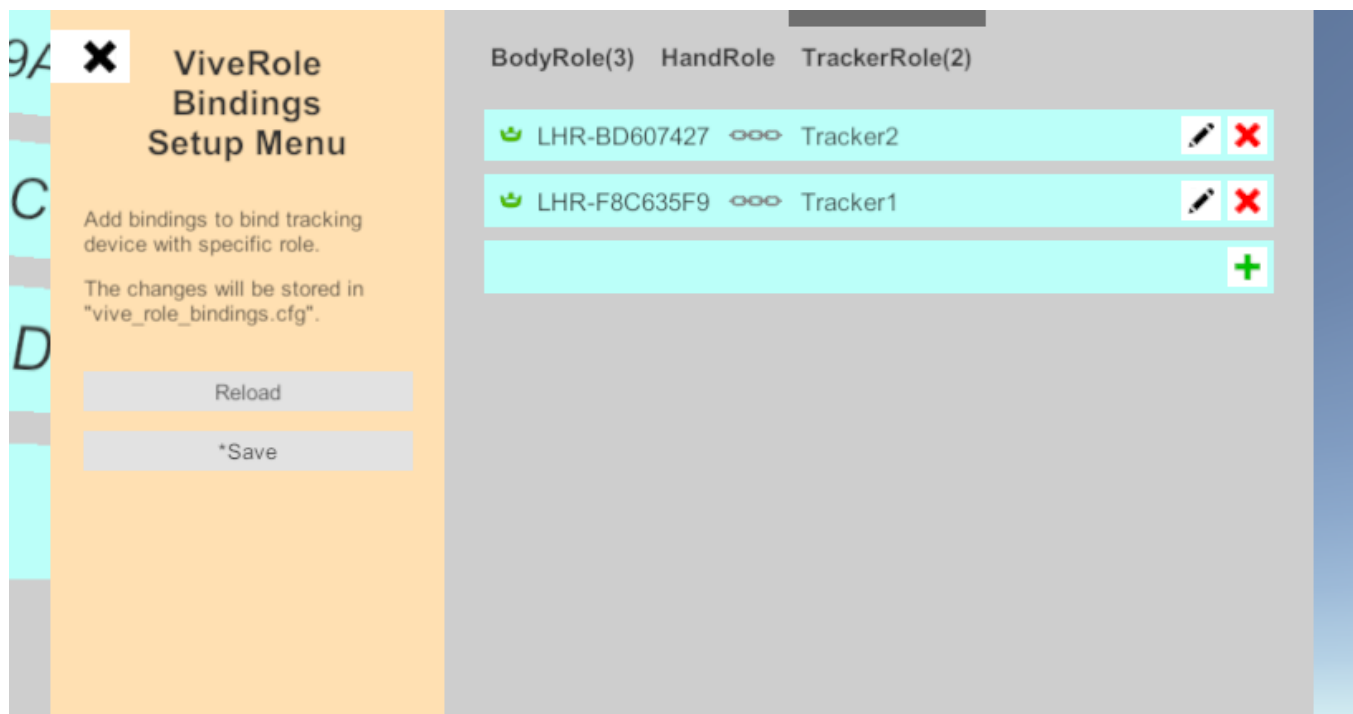 9A
C
D
ViveRole
Bindings
Setup Menu
Add bindings to bind tracking
device with specific role.
The changes will be stored in
"vive_role_bindings.cfg".
Reload
*Save
BodyRole(3) HandRole TrackerRole(2)
LHR-BD607427 Tracker2
LHR-F8C635F9 Tracker1